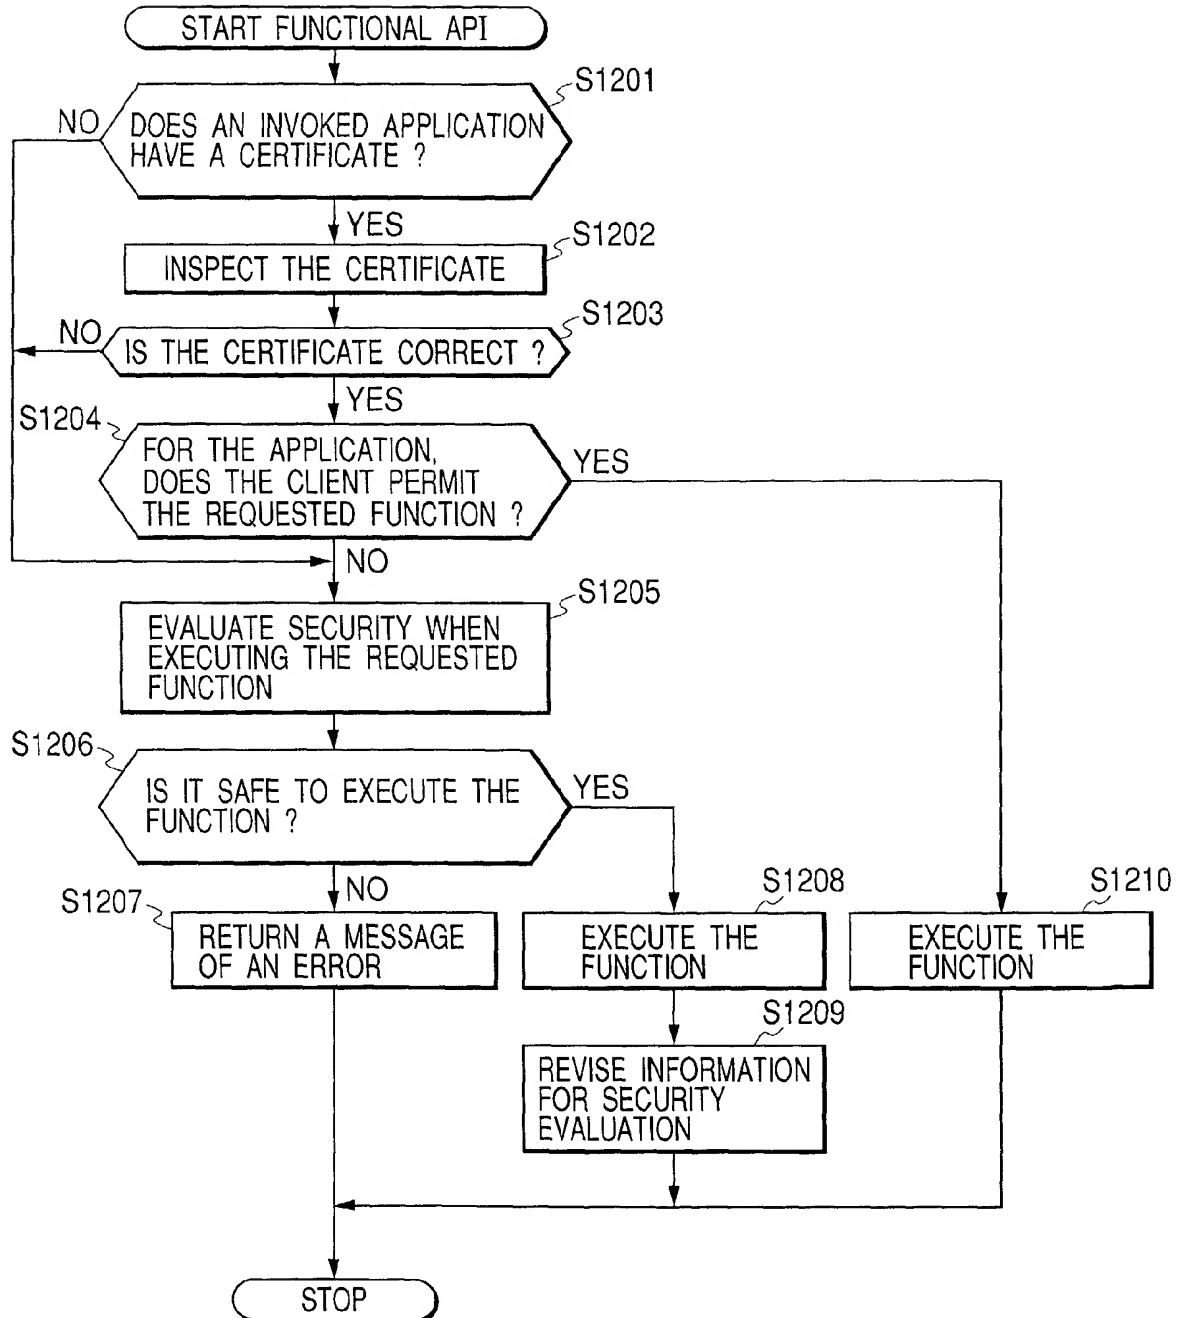 START FUNCTIONAL API
S1201
NO
DOES AN INVOKED APPLICATION
HAVE A CERTIFICATE ?
YES
S1202
INSPECT THE CERTIFICATE
S1203
NO
IS THE CERTIFICATE CORRECT ?
YES
S1204
FOR THE APPLICATION,
DOES THE CLIENT PERMIT
THE REQUESTED FUNCTION ?
YES
NO
S1205
EVALUATE SECURITY WHEN
EXECUTING THE REQUESTED
FUNCTION
S1206
IS IT SAFE TO EXECUTE THE
FUNCTION ?
YES
NO
S1207
RETURN A MESSAGE
OF AN ERROR
S1208
EXECUTE THE
FUNCTION
S1210
EXECUTE THE
FUNCTION
S1209
REVISE INFORMATION
FOR SECURITY
EVALUATION
STOP